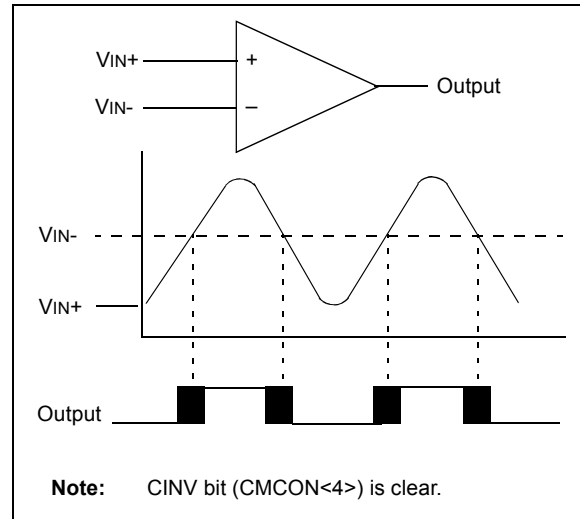 VIN+
+
Output
VIN-
–
VIN-
VIN+
Output
Note: CINV bit (CMCON<4>) is clear.